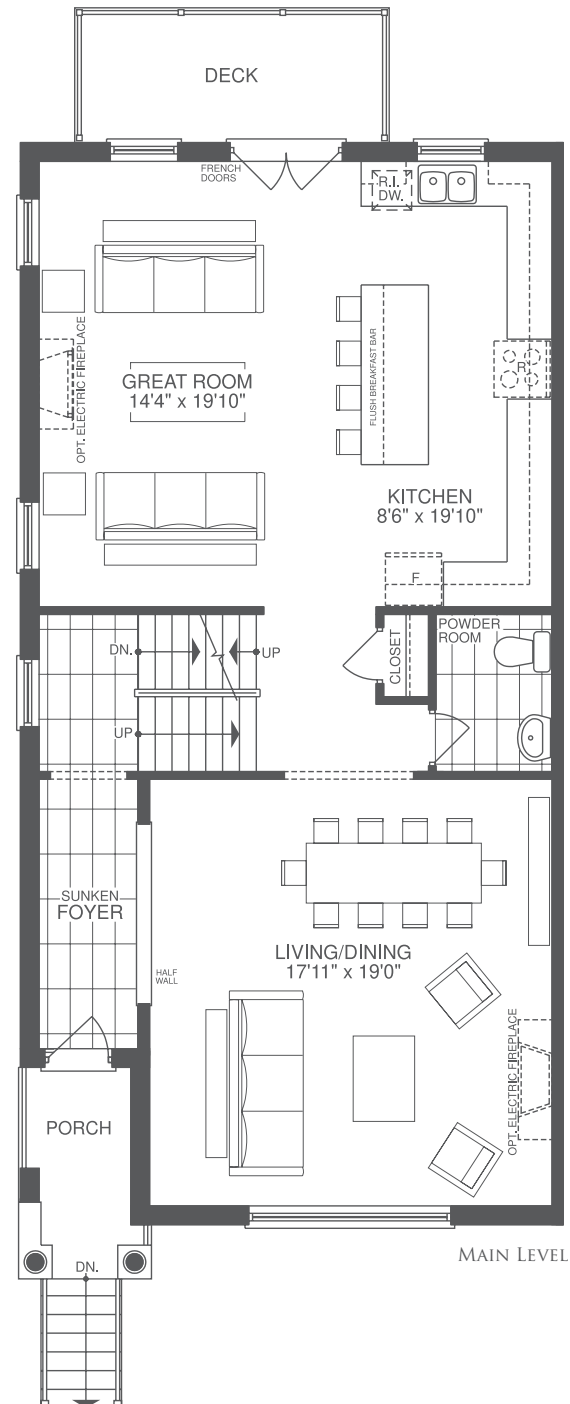 DECK
FRENCH
DOORS
R.I.
DW.
OPT. ELECTRIC FIREPLACE
GREAT ROOM
14'4" x 19'10"
FLUSH BREAKFAST BAR
R
KITCHEN
8'6" x 19'10"
F
DN.
UP
UP
CLOSET
POWDER
ROOM
SUNKEN
FOYER
HALF
WALL
LIVING/DINING
17'11" x 19'0"
OPT. ELECTRIC FIREPLACE
PORCH
DN.
MAIN LEVEL